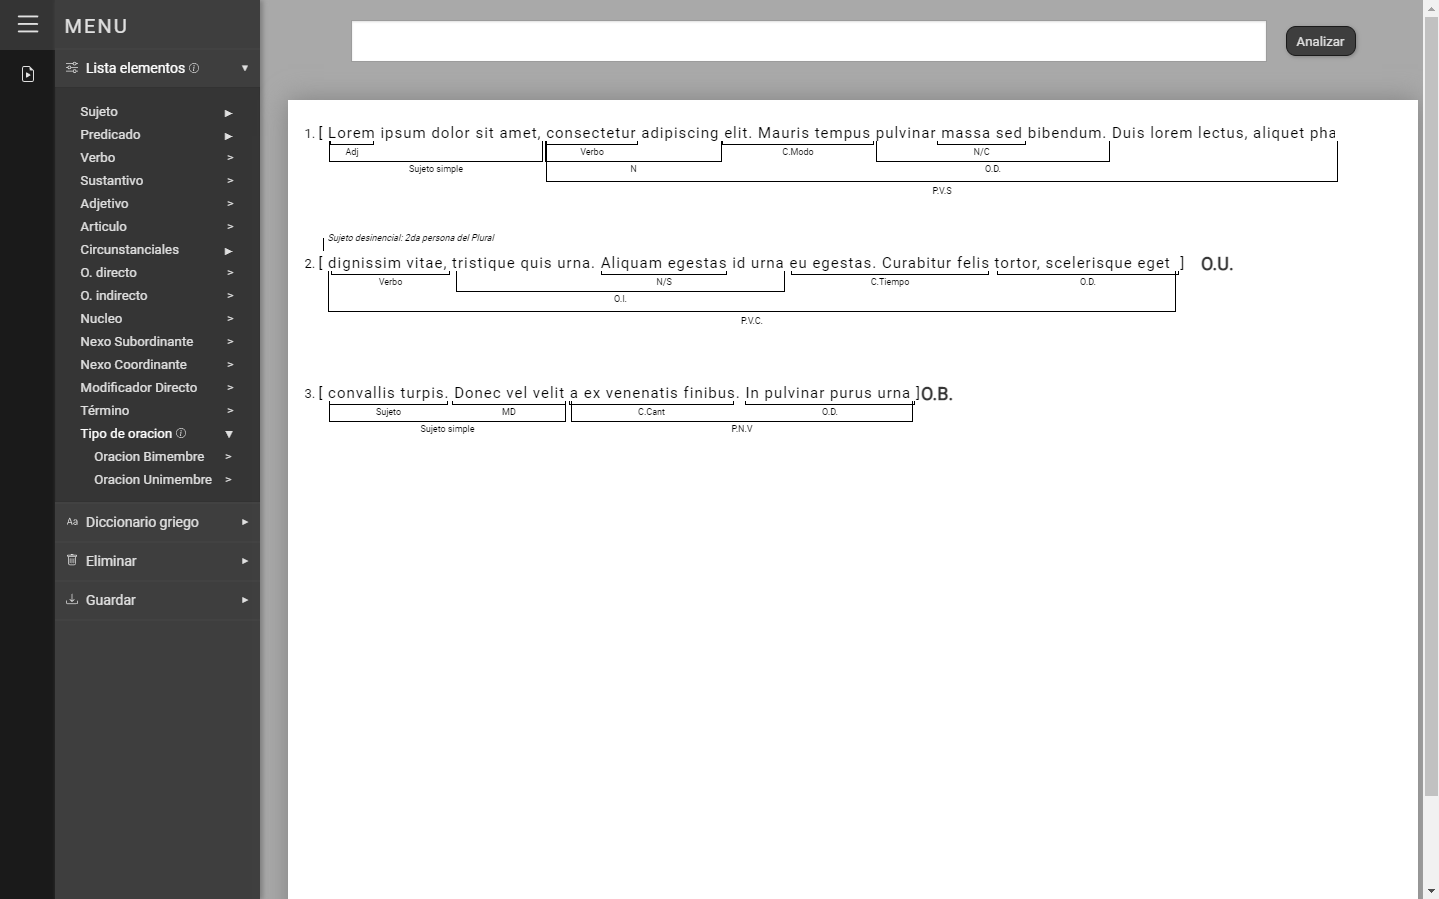 MENU
Lista elementos
Sujeto
Predicado
Verbo
Sustantivo
Adjetivo
Articulo
Circunstanciales
O. directo
O. indirecto
Nucleo
Nexo Subordinante
Nexo Coordinante
Modificador Directo
Término
Tipo de oracion
Oracion Bimembre
Oracion Unimembre
Aa Diccionario griego
Eliminar
Guardar
Analizar
1. [ Lorem ipsum dolor sit amet, consectetur adipiscing elit. Mauris tempus pulvinar massa sed bibendum. Duis lorem lectus, aliquet pha
Adj Verbo C.Modo N/C
Sujeto simple N O.D.
P.V.S
Sujeto desinencial: 2da persona del Plural
2. [ dignissim vitae, tristique quis urna. Aliquam egestas id urna eu egestas. Curabitur felis tortor, scelerisque eget ] O.U.
Verbo N/S C.Tiempo O.D.
O.I.
P.V.C.
3. [ convallis turpis. Donec vel velit a ex venenatis finibus. In pulvinar purus urna ]O.B.
Sujeto MD C.Cant O.D.
Sujeto simple P.N.V